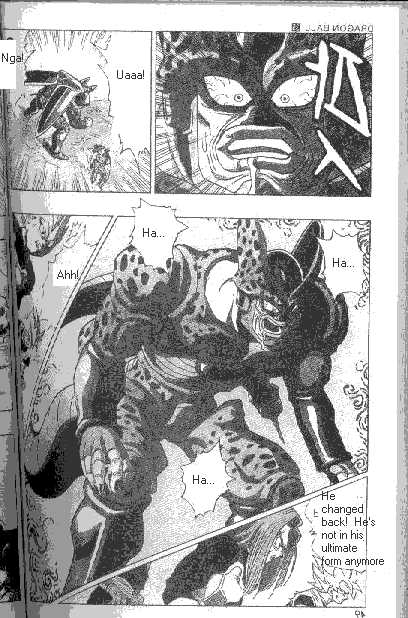 DRAGON BALL
Nga!
Uaaa!
Ha...
Ha...
Ahh!
Ha...
He
changed
back! He's
not in his
ultimate
form anymore